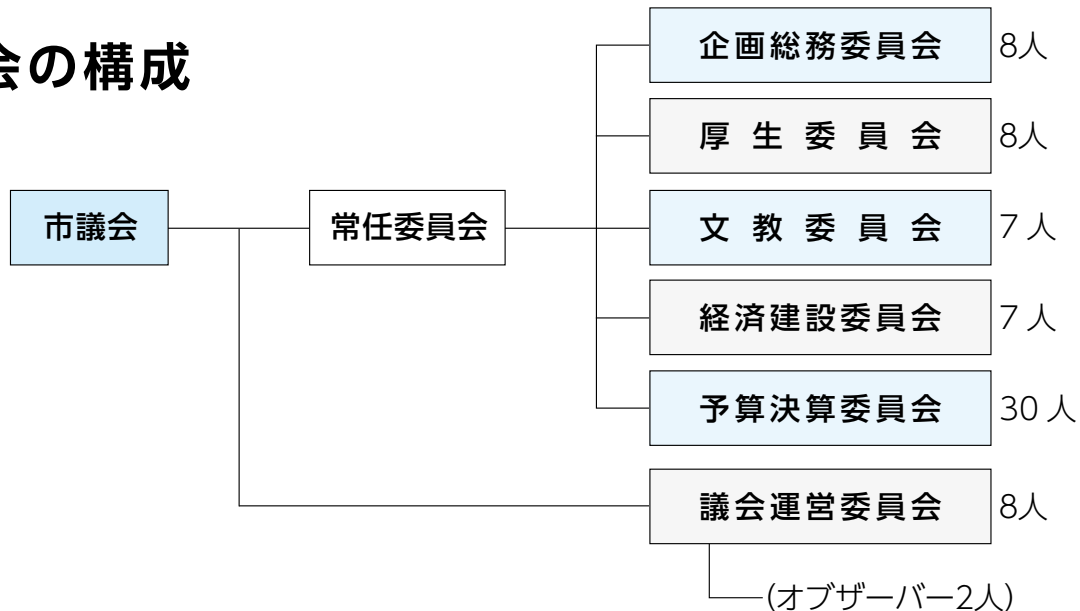 会の構成
市議会
常任委員会
企画総務委員会 8人
厚生委員会 8人
文教委員会 7人
経済建設委員会 7人
予算決算委員会 30人
議会運営委員会 8人
(オブザーバー2人)